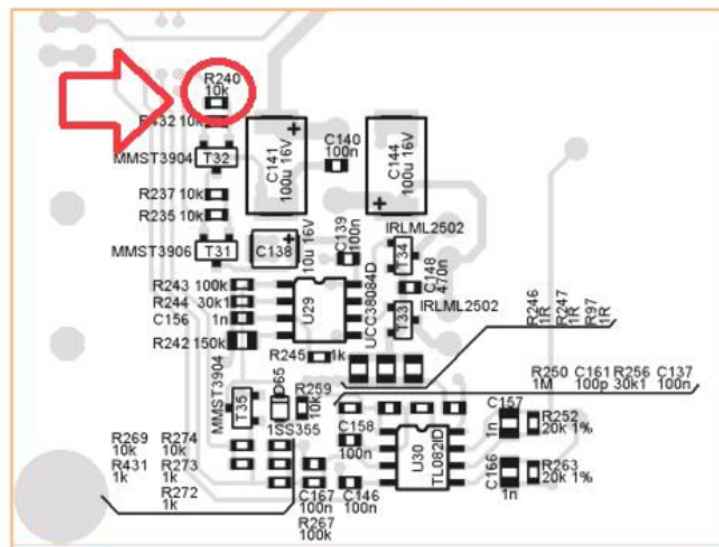 R240
10k
R432 10k
MMST3904 T32
C141
100u 16V
C140
100n
C144
100u 16V
R237 10k
R235 10k
MMST3906 T31
C138
10u 16V
C139
100n
IRLML2502
T34
C148
470n
R243 100k
R244 30k1
C156 1n
R242 150k
U29
UCC38084D
T33
IRLML2502
R246
1R
R247
1R
R97
1R
R245 1k
MMST3904
T35
D65
1SS355
R259
10k
R250 C161 R256 C137
1M 100p 30k1 100n
C157
1n
R252
20k 1%
C158
100n
U30
TL082ID
C166
1n
R263
20k 1%
R269 R274
10k 10k
R431 R273
1k 1k
R272
1k
C167 C146
100n 100n
R267
100k